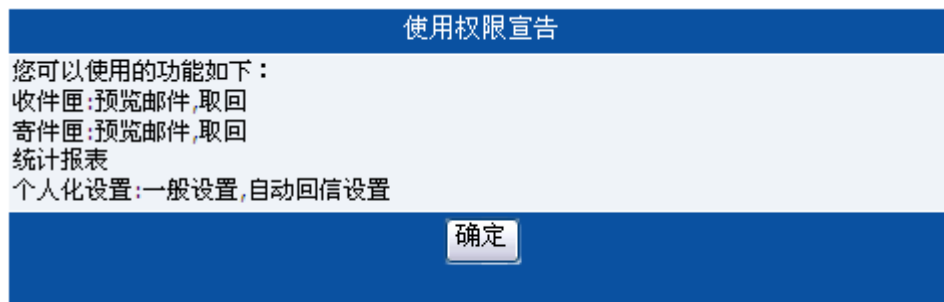 使用权限宣告
您可以使用的功能如下：
收件匣:预览邮件,取回
寄件匣:预览邮件,取回
统计报表
个人化设置:一般设置,自动回信设置
确定